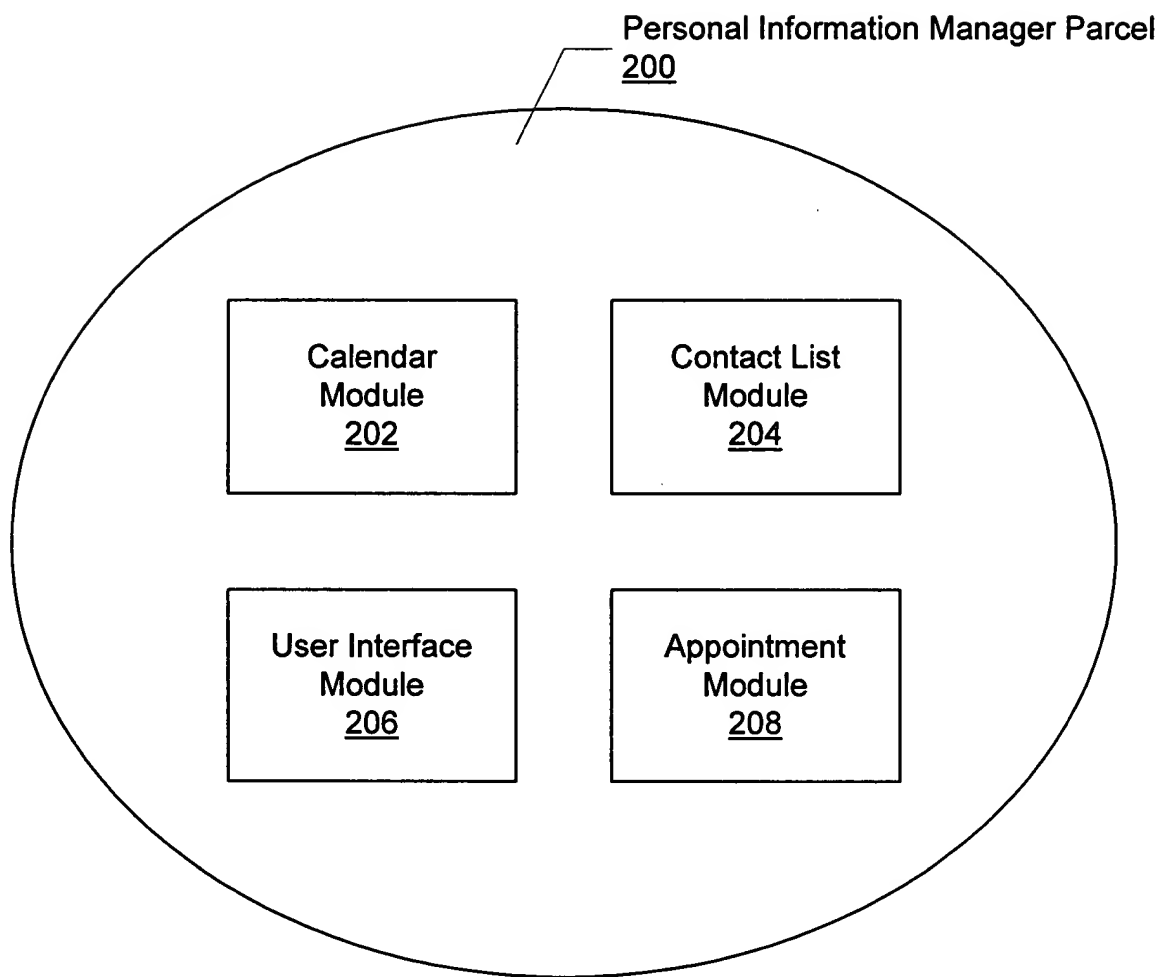 Personal Information Manager Parcel
200
Calendar
Module
202
Contact List
Module
204
User Interface
Module
206
Appointment
Module
208